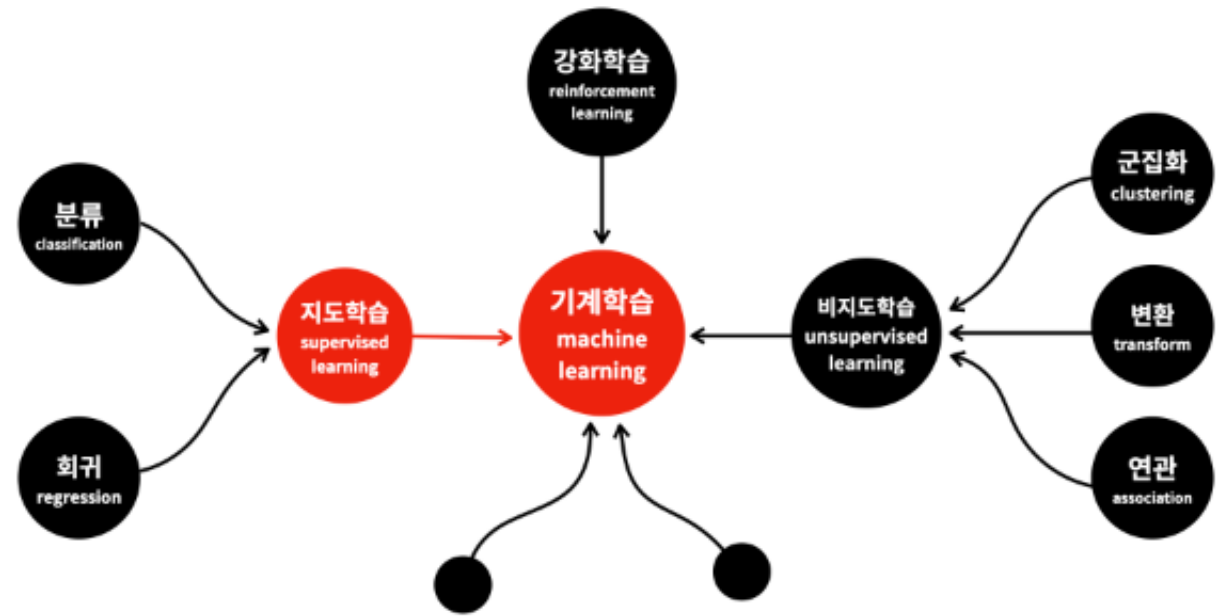 강화학습
reinforcement
learning
분류
classification
회귀
regression
지도학습
supervised
learning
기계학습
machine
learning
비지도학습
unsupervised
learning
군집화
clustering
변환
transform
연관
association